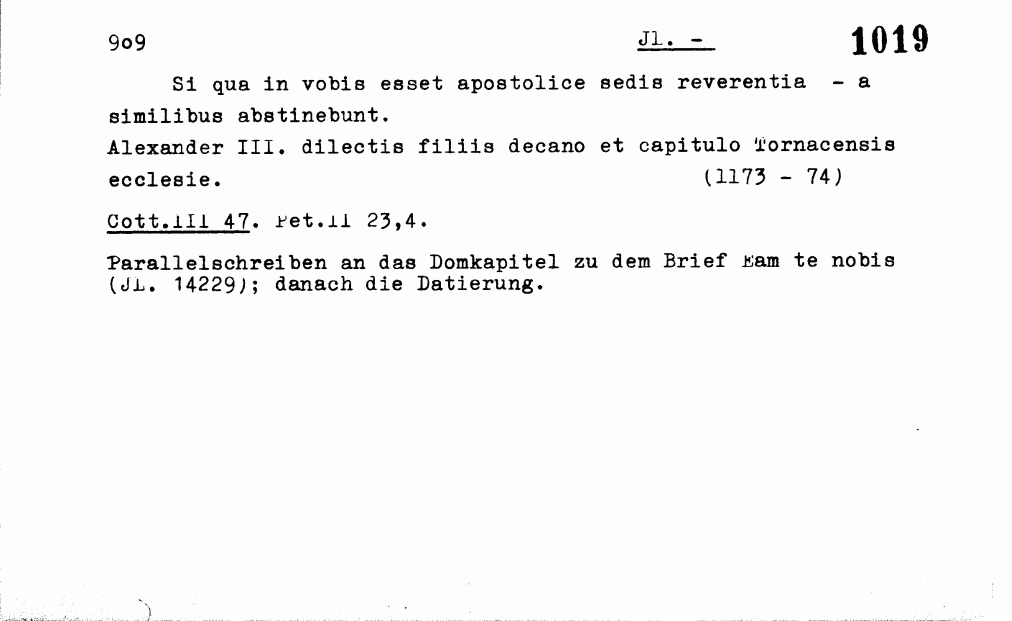 909 Jl. - 1019
Si qua in vobis esset apostolice sedis reverentia - a
similibus abstinebunt.
Alexander III. dilectis filiis decano et capitulo Tornacensis
ecclesie. (1173 - 74)
Cott.III 47. Pet.II 23,4.
Parallelschreiben an das Domkapitel zu dem Brief Eam te nobis
(JL. 14229); danach die Datierung.